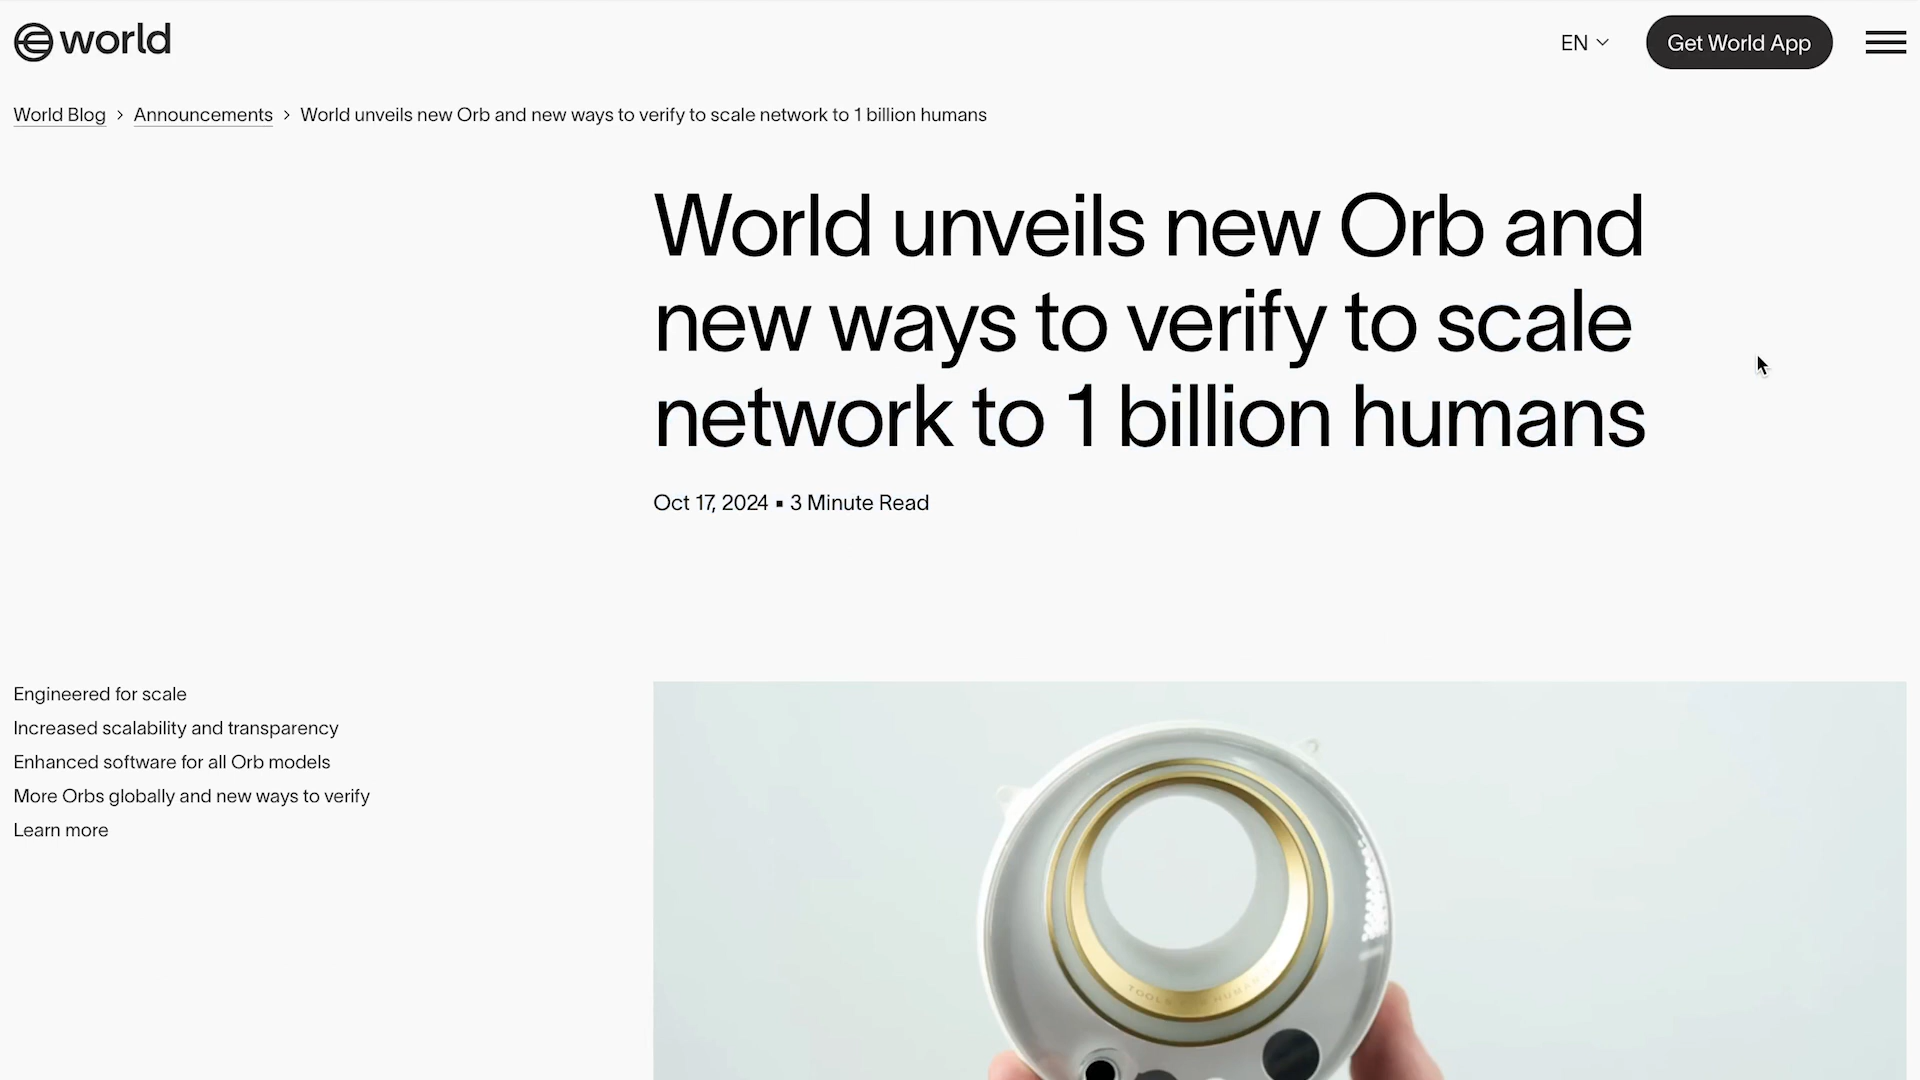 world
EN
Get World App
World Blog > Announcements > World unveils new Orb and new ways to verify to scale network to 1 billion humans
World unveils new Orb and
new ways to verify to scale
network to 1 billion humans
Oct 17, 2024 ▪ 3 Minute Read
Engineered for scale
Increased scalability and transparency
Enhanced software for all Orb models
More Orbs globally and new ways to verify
Learn more
TOOLS